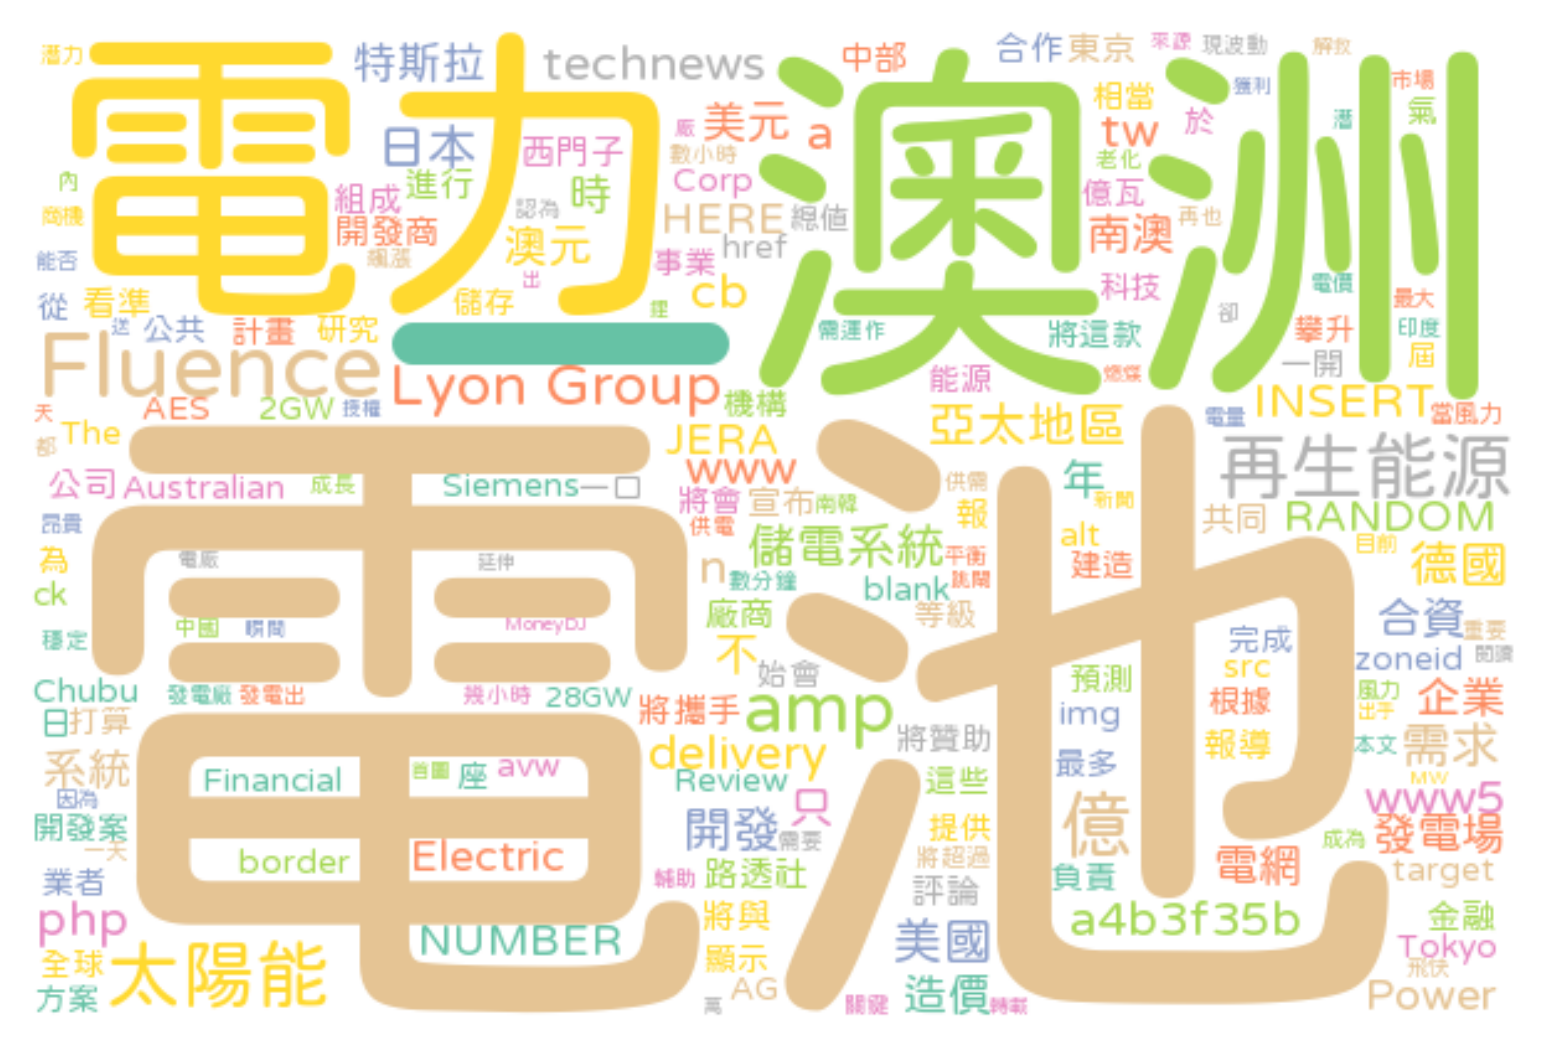 潛力
電力
特斯拉
technews
中部
合作
東京
來源
現波動
解救
澳洲
獲利
市場
日本
西門子
廠
美元
a
相當
tw
於
潛
氣
數小時
老化
內
組成
進行
時
Corp
億瓦
商機
開發商
認為
HERE
總值
南澳
再也
能否
飆漲
澳元
href
事業
出
科技
電價
從
看準
儲存
鋰
cb
卻
最大
送
公共
計畫
研究
一
需運作
將這款
攀升
印度
Fluence
Lyon Group
能源
燃煤
一開
屆
天
AES
2GW
授權
機構
亞太地區
電量
INSERT
當風力
都
The
電池
JERA
www
再生能源
公司
Australian
成長
Siemens
一口
將會
宣布
南韓
供需
年
新聞
昂貴
供電
報
共同
RANDOM
為
電廠
延伸
儲電系統
平衡
alt
目前
德國
ck
n
數分鐘
blank
跳閘
建造
穩定
中國
瞬間
MoneyDJ
廠商
等級
不
完成
合資
重要
Chubu
發電廠
發電出
幾小時
28GW
始會
預測
src
zoneid
閱讀
日
打算
將攜手
amp
將贊助
img
根據
風力
出手
企業
系統
Financial
首圖
座
avw
delivery
Review
最多
報導
本文
需求
因為
只
這些
MW
www5
開發案
開發
需要
提供
億
成為
發電場
一天
border
Electric
將超過
電網
target
業者
輔助
路透社
評論
負責
php
NUMBER
將與
美國
a4b3f35b
金融
全球
太陽能
顯示
Tokyo
飛快
方案
萬
AG
關鍵
造價
轉載
Power